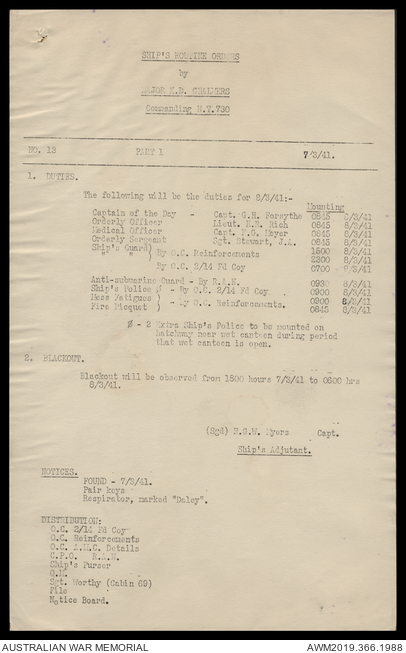 SHIP'S ROUTINE ORDERS
by
MAJOR N.D. CHALMERS
Commanding H.T.730
NO. 13 PART 1 7/3/41.
1. DUTIES.
The following will be the duties for 8/3/41:-
Mounting
Captain of the Day - Capt. G.H. Forsythe 0845 8/3/41
Orderly Officer Lieut. R.R. Rich 0845 8/3/41
Medical Officer Capt. F.G. Mayer 0845 8/3/41
Orderly Sergeant Sgt. Stewart, J.A. 0845 8/3/41
Ship's Guard) By O.C. Reinforcements 1500 8/3/41
" " ) 2300 8/3/41
By O.C. 2/14 Fd Coy 0700 9/3/41
Anti-submarine Guard - By R.A.N. 0930 8/3/41
Ship's Police Ø - By O.C. 2/14 Fd Coy 0900 8/3/41
Mess Fatigues ) - By O.C. Reinforcements. 0900 8/3/41
Fire Picquet ) 0845 8/3/41
Ø - 2 Extra Ship's Police to be mounted on
hatchway near wet canteen during period
that wet canteen is open.
2. BLACKOUT.
Blackout will be observed from 1800 hours 7/3/41 to 0600 hrs
8/3/41.
(Sgd) Capt.
Ship's Adjutant.
NOTICES.
FOUND - 7/3/41.
Pair keys
Respirator, marked "Daley".
DISTRIBUTION:
O.C. 2/14 Fd Coy
O.C. Reinforcements
O.C. A.M.C. Details
C.P.O. R.A.N.
Ship's Purser
Q.M.
Sgt. Worthy (Cabin 69)
File
Notice Board.
AUSTRALIAN WAR MEMORIAL AWM2019.366.1988